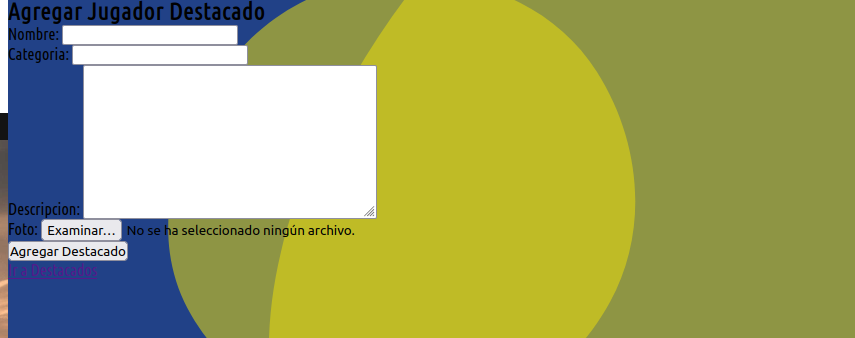 Agregar Jugador Destacado
Nombre:
Categoria:
Descripcion:
Foto: Examinar... No se ha seleccionado ningún archivo.
Agregar Destacado
Ir a Destacados